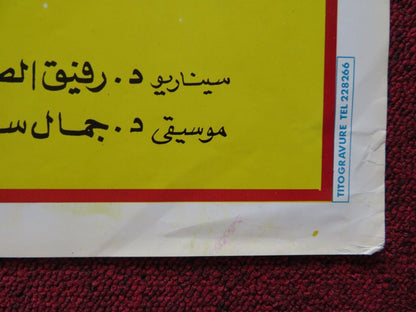 سيناريو د. رفيق
موسيقى د. جمال
TITOGRAVURE TEL 228266